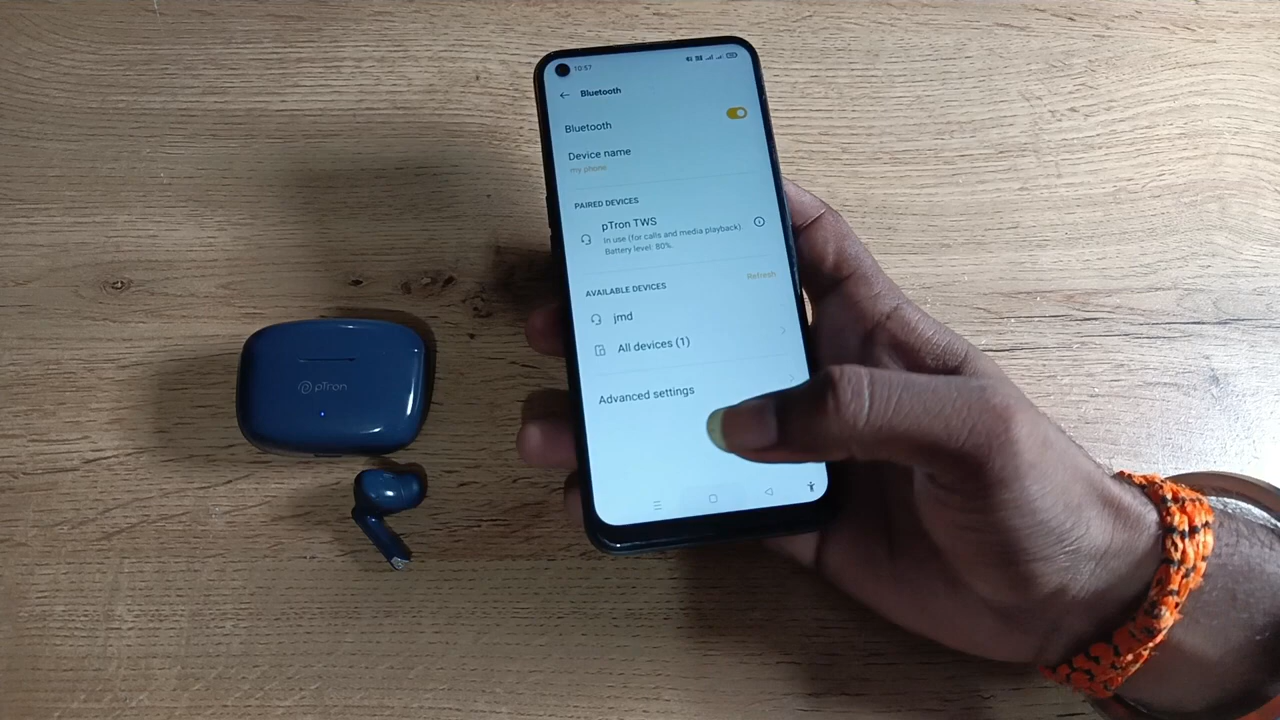 10:57
Bluetooth
Bluetooth
Device name
my phone
PAIRED DEVICES
pTron TWS
In use (for calls and media playback).
Battery level: 80%.
AVAILABLE DEVICES
Refresh
jmd
All devices (1)
Advanced settings
pTron